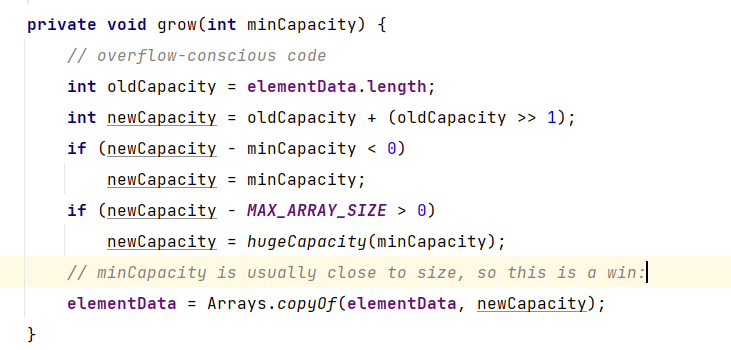 private void grow(int minCapacity) {
    // overflow-conscious code
    int oldCapacity = elementData.length;
    int newCapacity = oldCapacity + (oldCapacity >> 1);
    if (newCapacity - minCapacity < 0)
        newCapacity = minCapacity;
    if (newCapacity - MAX_ARRAY_SIZE > 0)
        newCapacity = hugeCapacity(minCapacity);
    // minCapacity is usually close to size, so this is a win:
    elementData = Arrays.copyOf(elementData, newCapacity);
}